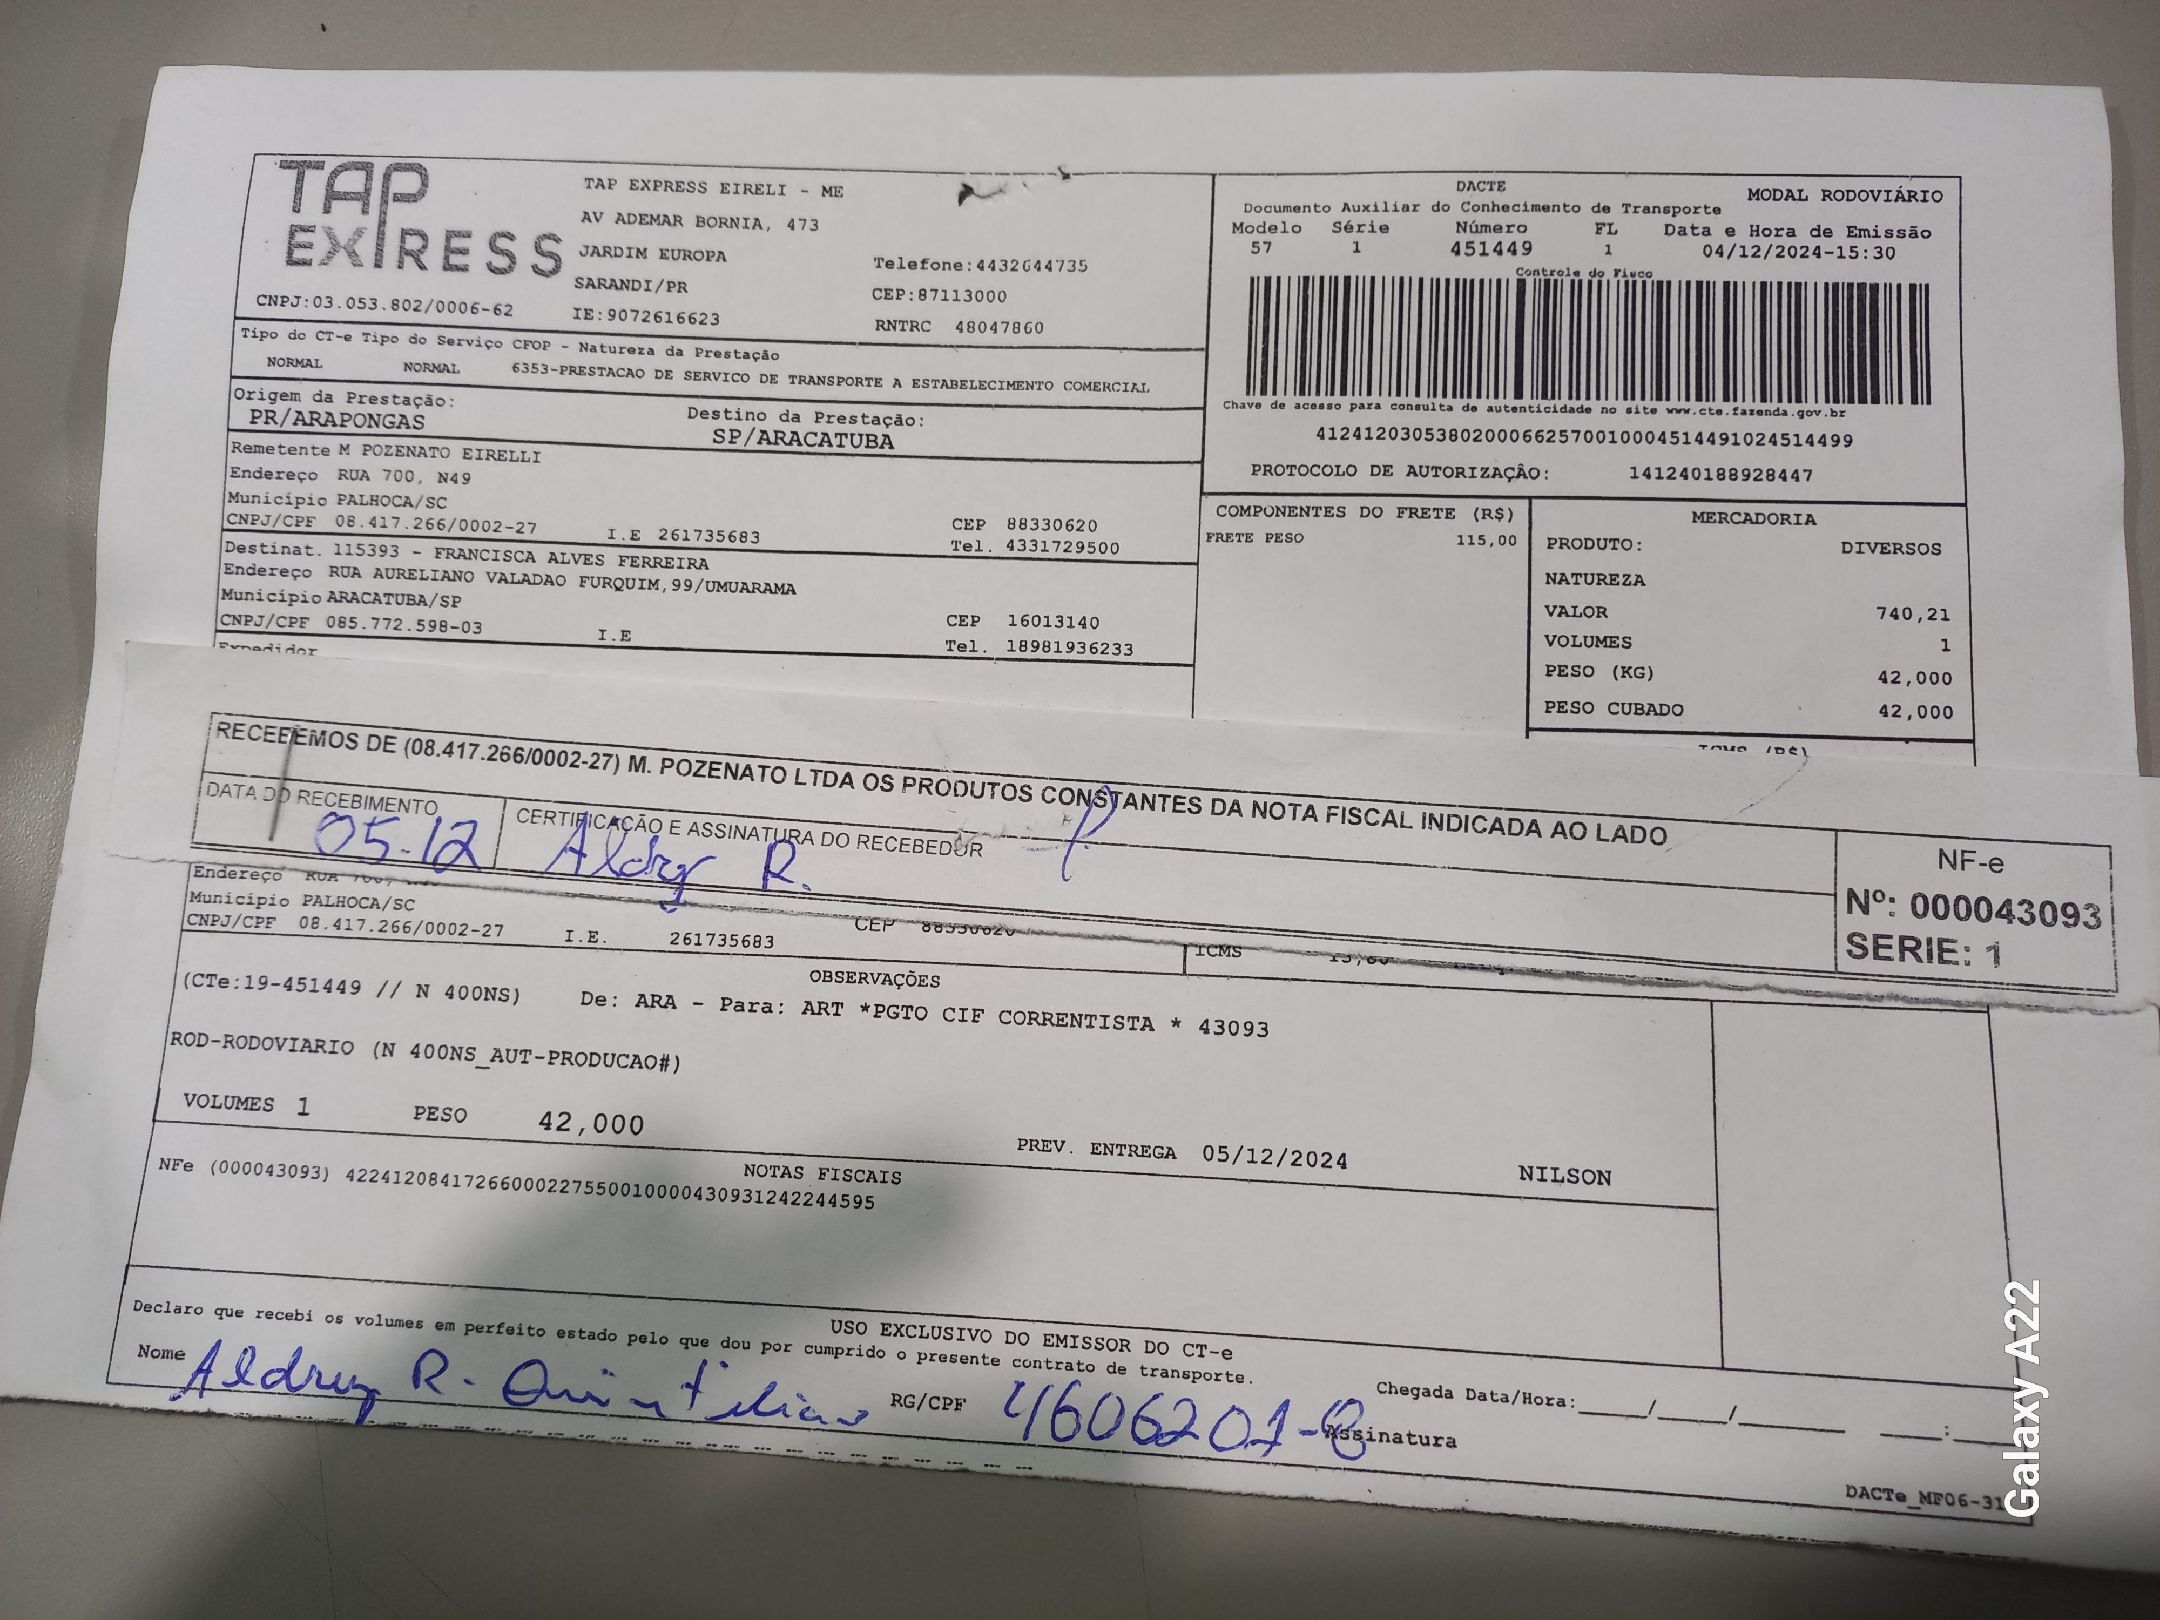 TAP EXPRESS
TAP EXPRESS EIRELI - ME
AV ADEMAR BORNIA, 473
JARDIM EUROPA
SARANDI/PR
Telefone:4432644735
CEP:87113000
CNPJ:03.053.802/0006-62
IE:9072616623
RNTRC 48047860
DACTE
MODAL RODOVIÁRIO
Documento Auxiliar do Conhecimento de Transporte
Modelo Série Número FL Data e Hora de Emissão
57 1 451449 1 04/12/2024-15:30
Controle do Fisco
Chave de acesso para consulta de autenticidade no site www.cte.fazenda.gov.br
41241203053802000662570010004514491024514499
PROTOCOLO DE AUTORIZAÇÂO: 141240188928447
Tipo do CT-e Tipo do Serviço CFOP - Natureza da Prestação
NORMAL NORMAL 6353-PRESTACAO DE SERVICO DE TRANSPORTE A ESTABELECIMENTO COMERCIAL
Origem da Prestação: Destino da Prestação:
PR/ARAPONGAS SP/ARACATUBA
Remetente M POZENATO EIRELLI
Endereço RUA 700, N49
Município PALHOCA/SC
CNPJ/CPF 08.417.266/0002-27 I.E 261735683
CEP 88330620
Tel. 4331729500
Destinat. 115393 - FRANCISCA ALVES FERREIRA
Endereço RUA AURELIANO VALADAO FURQUIM,99/UMUARAMA
Município ARACATUBA/SP
CEP 16013140
CNPJ/CPF 085.772.598-03 I.E
Tel. 18981936233
Expedidor
COMPONENTES DO FRETE (R$)
FRETE PESO 115,00
MERCADORIA
PRODUTO: DIVERSOS
NATUREZA
VALOR 740,21
VOLUMES 1
PESO (KG) 42,000
PESO CUBADO 42,000
ICMS (R$)
RECEBEMOS DE (08.417.266/0002-27) M. POZENATO LTDA OS PRODUTOS CONSTANTES DA NOTA FISCAL INDICADA AO LADO
DATA DO RECEBIMENTO
05-12
CERTIFICAÇÃO E ASSINATURA DO RECEBEDOR
NF-e
Nº: 000043093
SERIE: 1
Endereço RUA 700,
Município PALHOCA/SC
CEP 88330620
CNPJ/CPF 08.417.266/0002-27 I.E. 261735683
ICMS
OBSERVAÇÕES
(CTe:19-451449 // N 400NS) De: ARA - Para: ART *PGTO CIF CORRENTISTA * 43093
ROD-RODOVIARIO (N 400NS_AUT-PRODUCAO#)
VOLUMES 1 PESO 42,000
PREV. ENTREGA 05/12/2024 NILSON
NOTAS FISCAIS
NFe (000043093) 42241208417266000227550010000430931242244595
USO EXCLUSIVO DO EMISSOR DO CT-e
Declaro que recebi os volumes em perfeito estado pelo que dou por cumprido o presente contrato de transporte.
Nome RG/CPF
Chegada Data/Hora:____/____/______ ____:____
Assinatura
DACTe_MF06-31
Galaxy A22